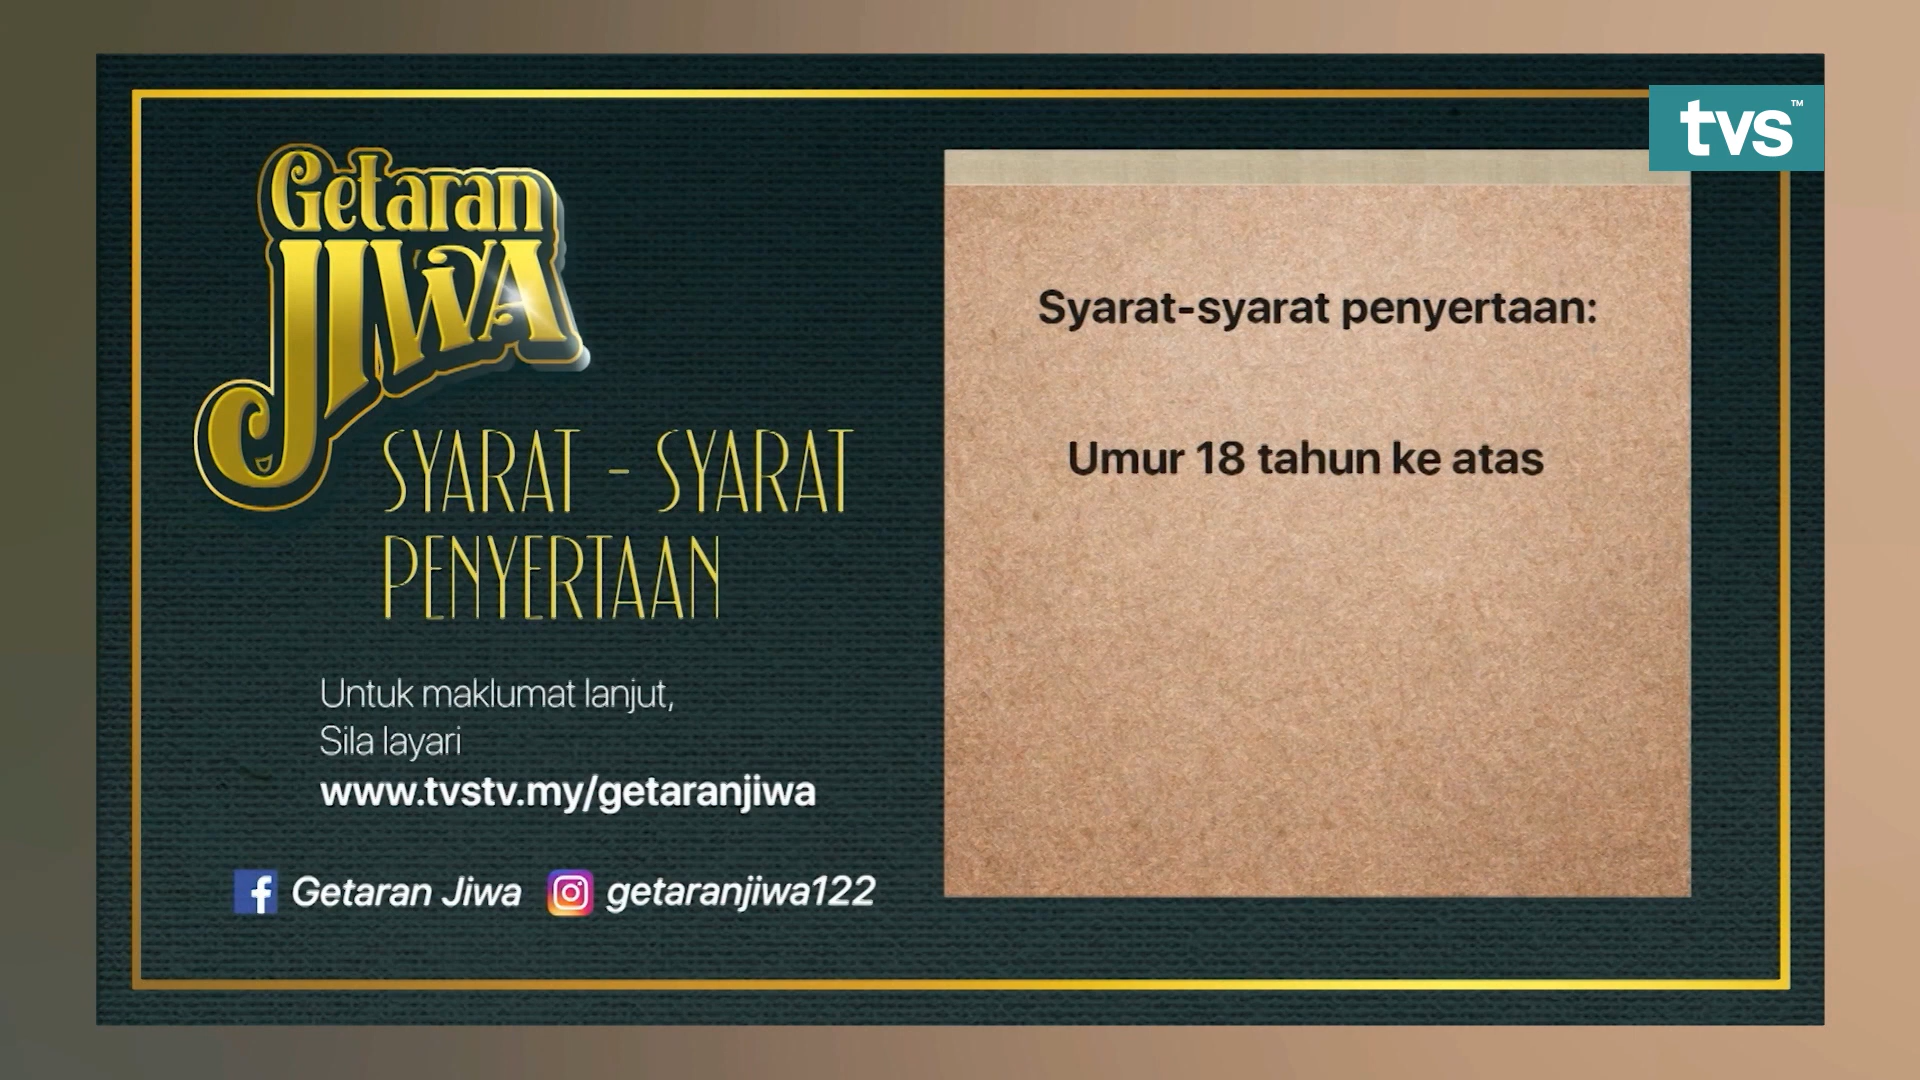 Getaran
JIWA
SYARAT - SYARAT
PENYERTAAN
Untuk maklumat lanjut,
Sila layari
www.tvstv.my/getaranjiwa
Getaran Jiwa getaranjiwa122
tvs™
Syarat-syarat penyertaan:
Umur 18 tahun ke atas